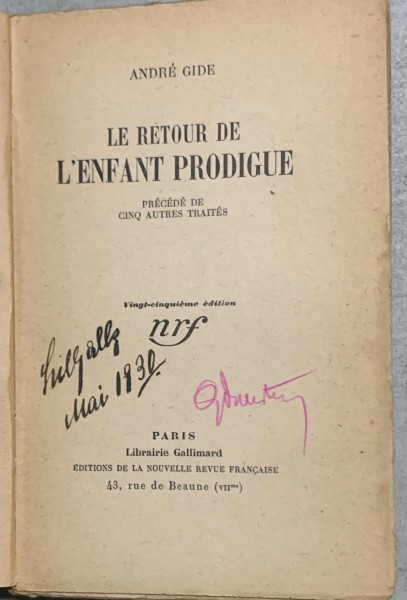 ANDRÉ GIDE
LE RETOUR DE
L'ENFANT PRODIGUE
PRÉCÉDÉ DE
CINQ AUTRES TRAITÉS
Vingt-cinquième édition
nrf
Mai 1930.
PARIS
Librairie Gallimard
ÉDITIONS DE LA NOUVELLE REVUE FRANÇAISE
43, rue de Beaune (VIIme)